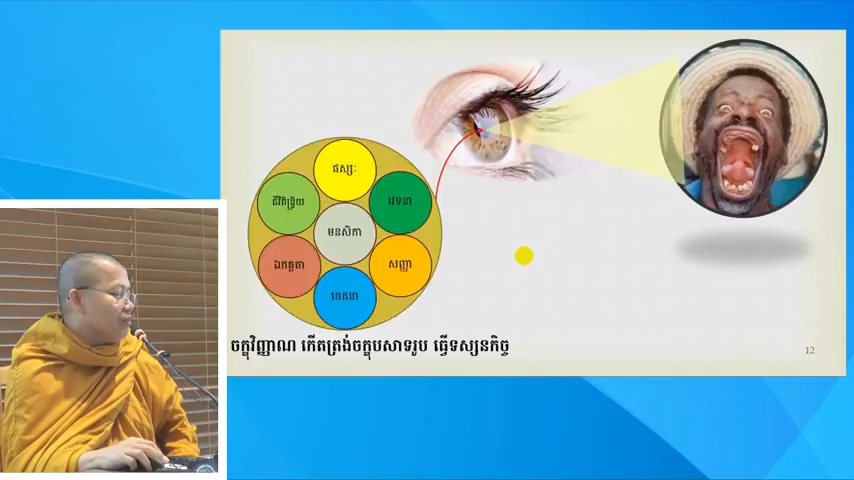 ផស្សៈ
ជីវិតិន្ទ្រិយ
វេទនា
មនសិកា
ឯកគ្គតា
សញ្ញា
ចេតនា
ចក្ខុវិញ្ញាណ កើតត្រង់ចក្ខុបសាទរូប ធ្វើទស្សនកិច្ច
12